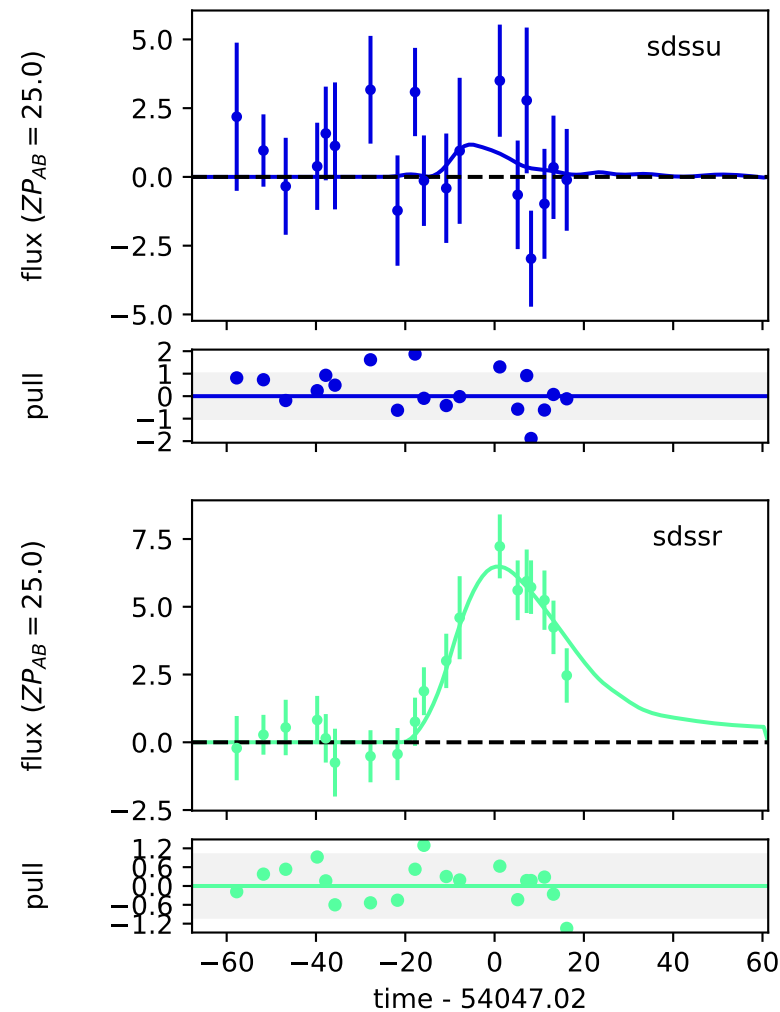 sdssu
flux (ZP_AB = 25.0)
5.0
2.5
0.0
−2.5
−5.0
pull
2
1
0
−1
−2
sdssr
flux (ZP_AB = 25.0)
7.5
5.0
2.5
0.0
−2.5
pull
1.2
0.6
0.0
−0.6
−1.2
−60 −40 −20 0 20 40 60
time - 54047.02